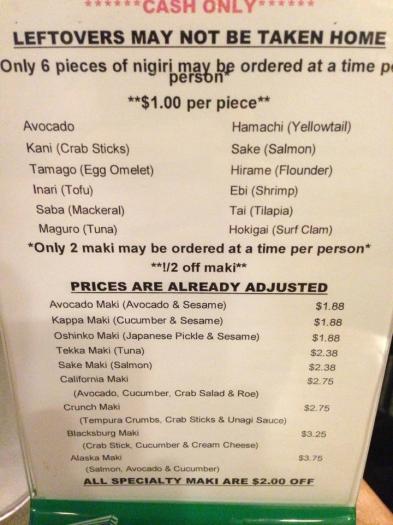 ******CASH ONLY******
LEFTOVERS MAY NOT BE TAKEN HOME
Only 6 pieces of nigiri may be ordered at a time per
person*
**$1.00 per piece**
Avocado Hamachi (Yellowtail)
Kani (Crab Sticks) Sake (Salmon)
Tamago (Egg Omelet) Hirame (Flounder)
Inari (Tofu) Ebi (Shrimp)
Saba (Mackeral) Tai (Tilapia)
Maguro (Tuna) Hokigai (Surf Clam)
*Only 2 maki may be ordered at a time per person*
**!/2 off maki**
PRICES ARE ALREADY ADJUSTED
Avocado Maki (Avocado & Sesame) $1.88
Kappa Maki (Cucumber & Sesame) $1.88
Oshinko Maki (Japanese Pickle & Sesame) $1.88
Tekka Maki (Tuna) $2.38
Sake Maki (Salmon) $2.38
California Maki $2.75
(Avocado, Cucumber, Crab Salad & Roe)
Crunch Maki $2.75
(Tempura Crumbs, Crab Sticks & Unagi Sauce)
Blacksburg Maki $3.25
(Crab Stick, Cucumber & Cream Cheese)
Alaska Maki $3.75
(Salmon, Avocado & Cucumber)
ALL SPECIALTY MAKI ARE $2.00 OFF